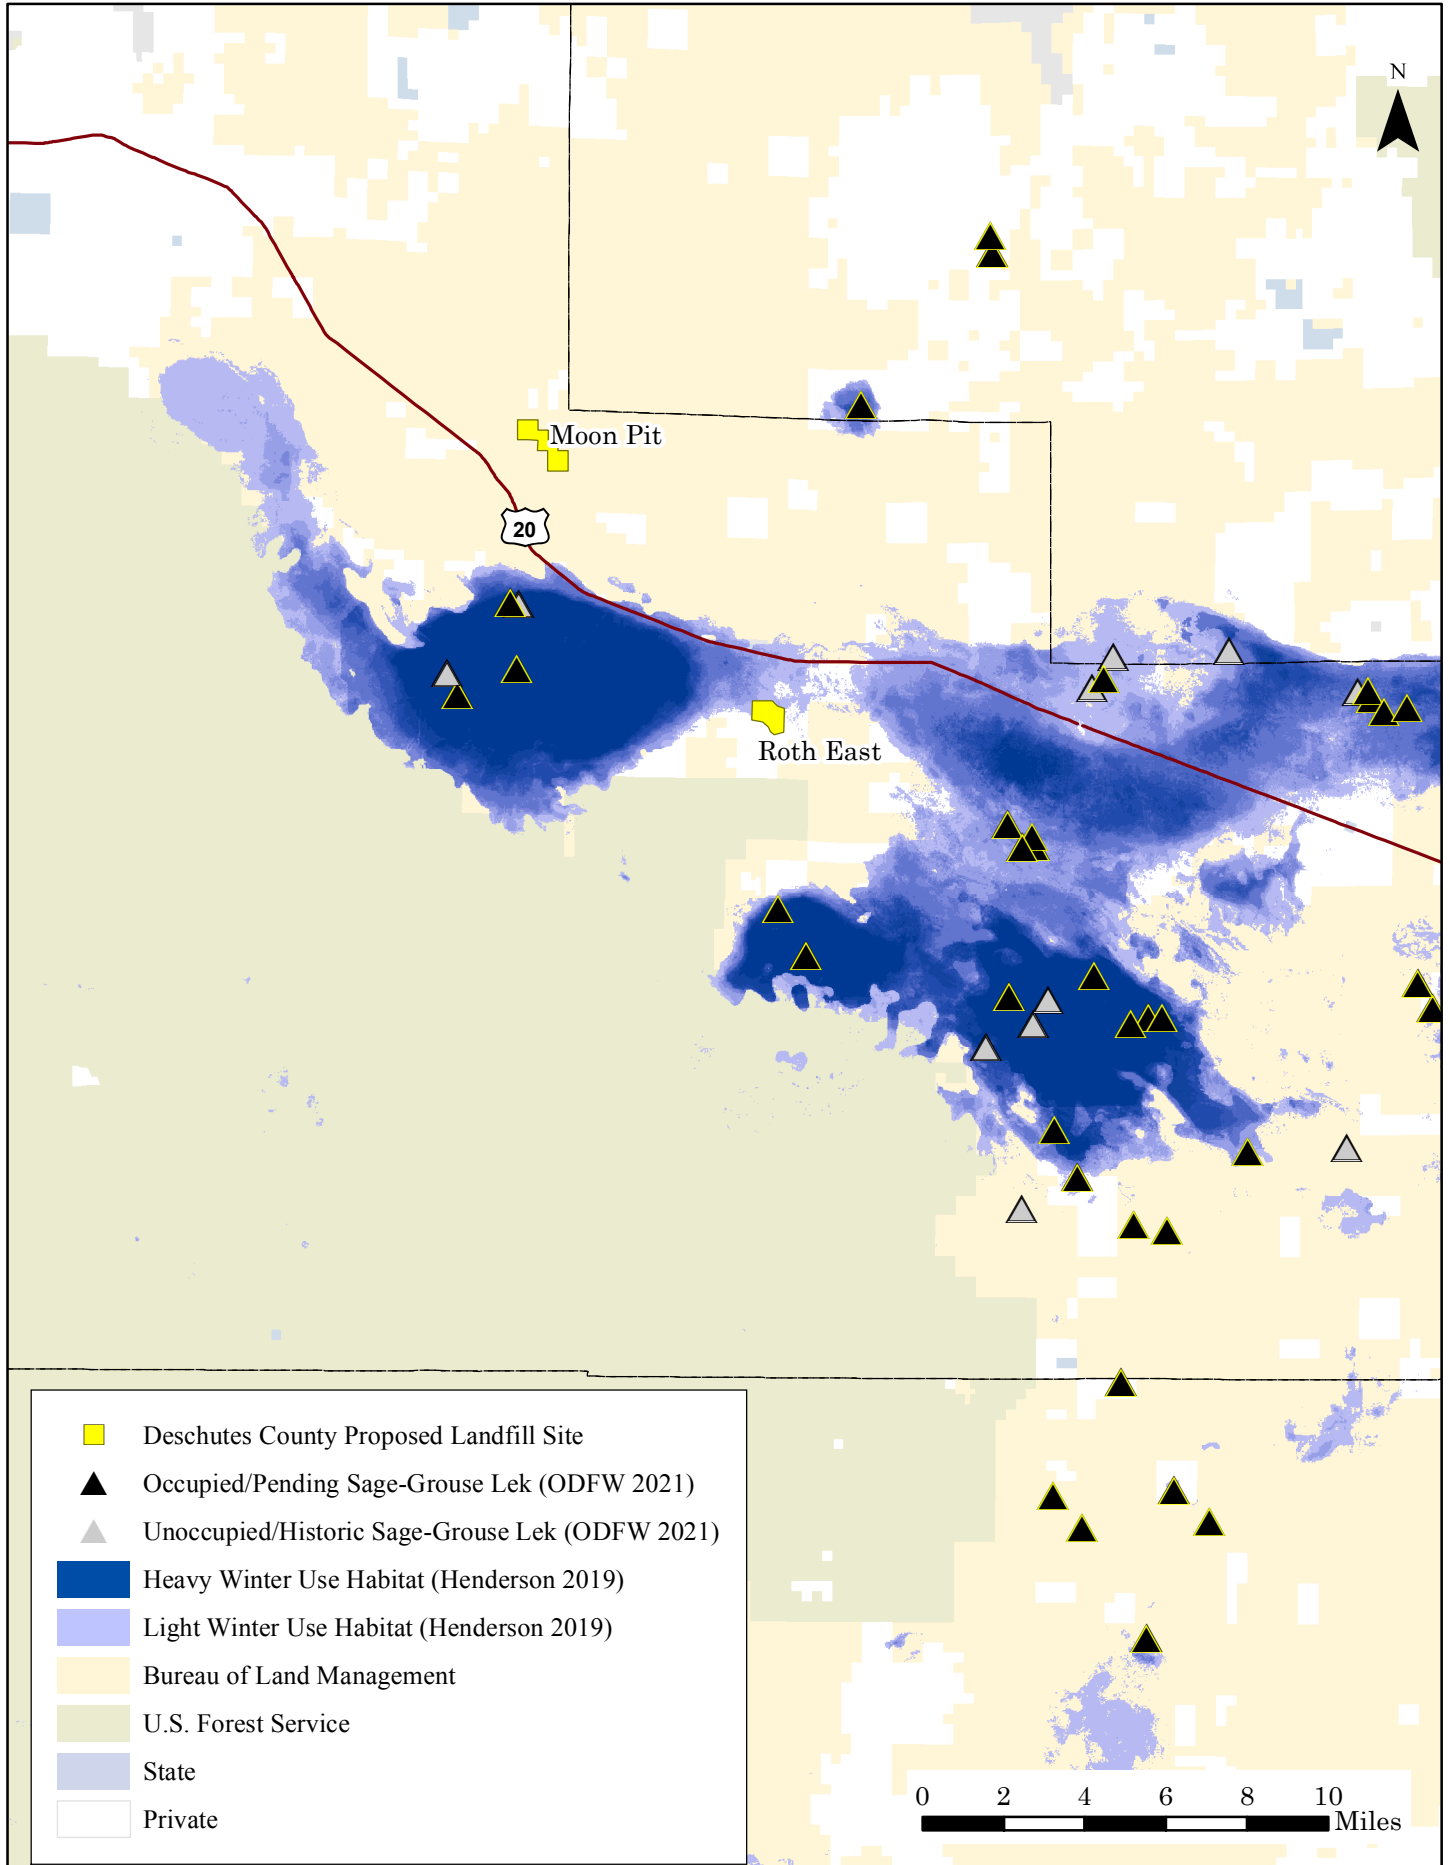 N
Moon Pit
20
Roth East
Deschutes County Proposed Landfill Site
Occupied/Pending Sage-Grouse Lek (ODFW 2021)
Unoccupied/Historic Sage-Grouse Lek (ODFW 2021)
Heavy Winter Use Habitat (Henderson 2019)
Light Winter Use Habitat (Henderson 2019)
Bureau of Land Management
U.S. Forest Service
State
Private
0 2 4 6 8 10
Miles